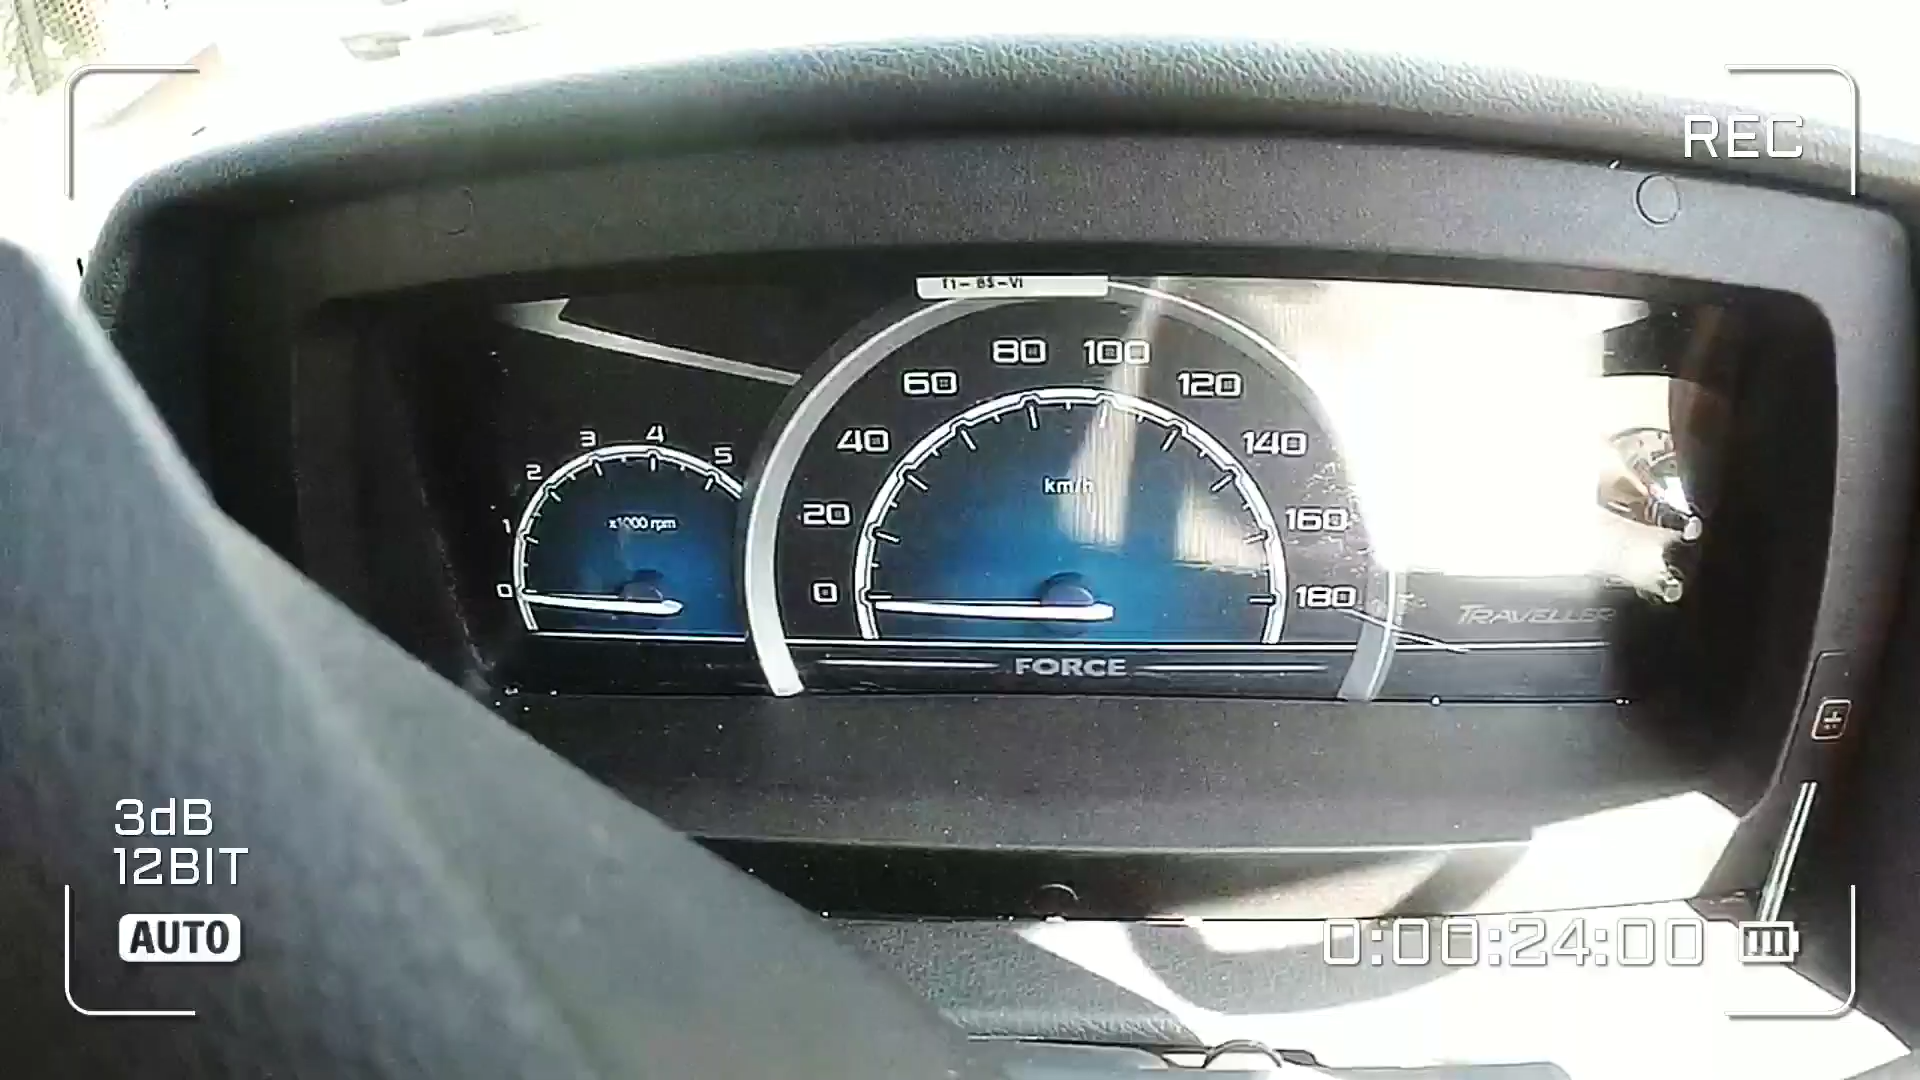 REC
T1-BS-VI
80 100
60 120
40 140
20 160
0 180
km/h
3 4
2 5
1
0
x1000 rpm
TRAVELLER
FORCE
3dB
12BIT
AUTO
0:00:24:00